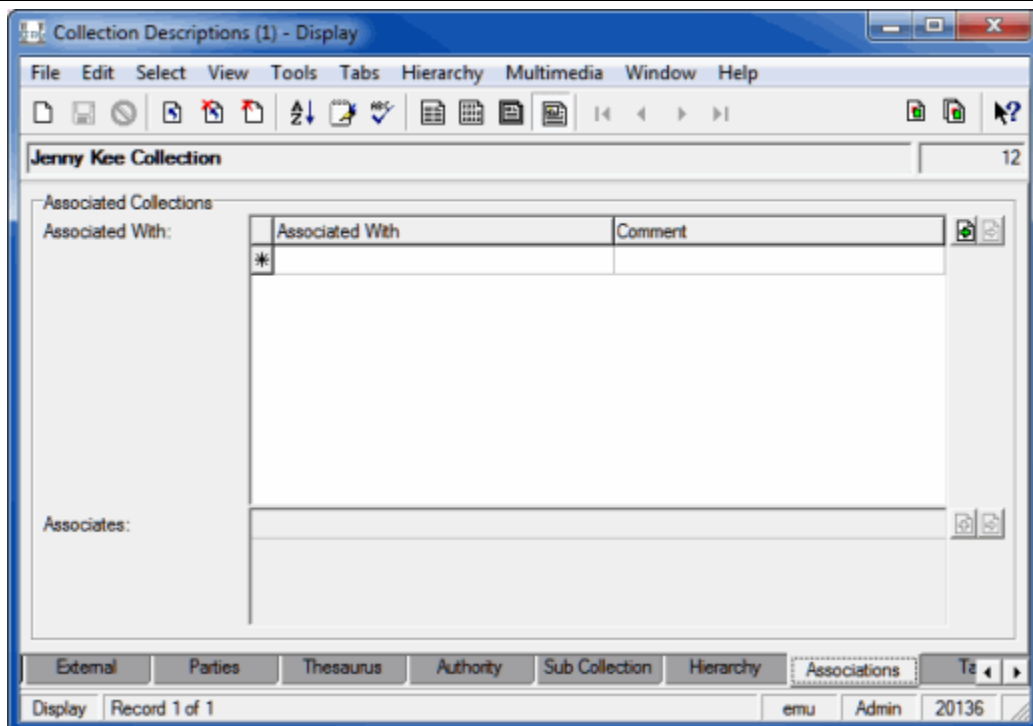 Collection Descriptions (1) - Display
File Edit Select View Tools Tabs Hierarchy Multimedia Window Help
Jenny Kee Collection 12
Associated Collections
Associated With: Associated With Comment
Associates:
External Parties Thesaurus Authority Sub Collection Hierarchy Associations
Display Record 1 of 1 emu Admin 20136